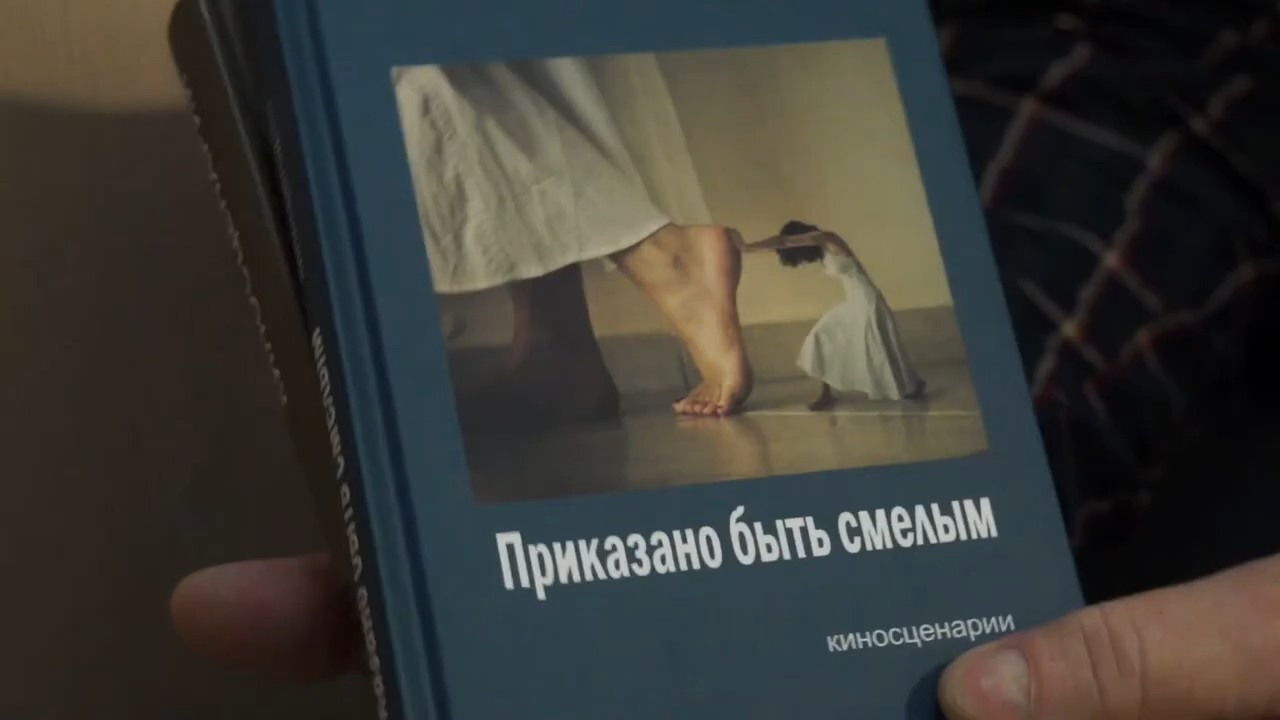 Приказано быть смелым
киносценарии